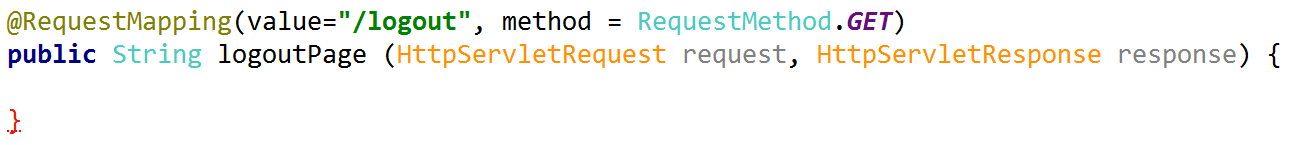 @RequestMapping(value="/logout", method = RequestMethod.GET)
public String logoutPage (HttpServletRequest request, HttpServletResponse response) {
}